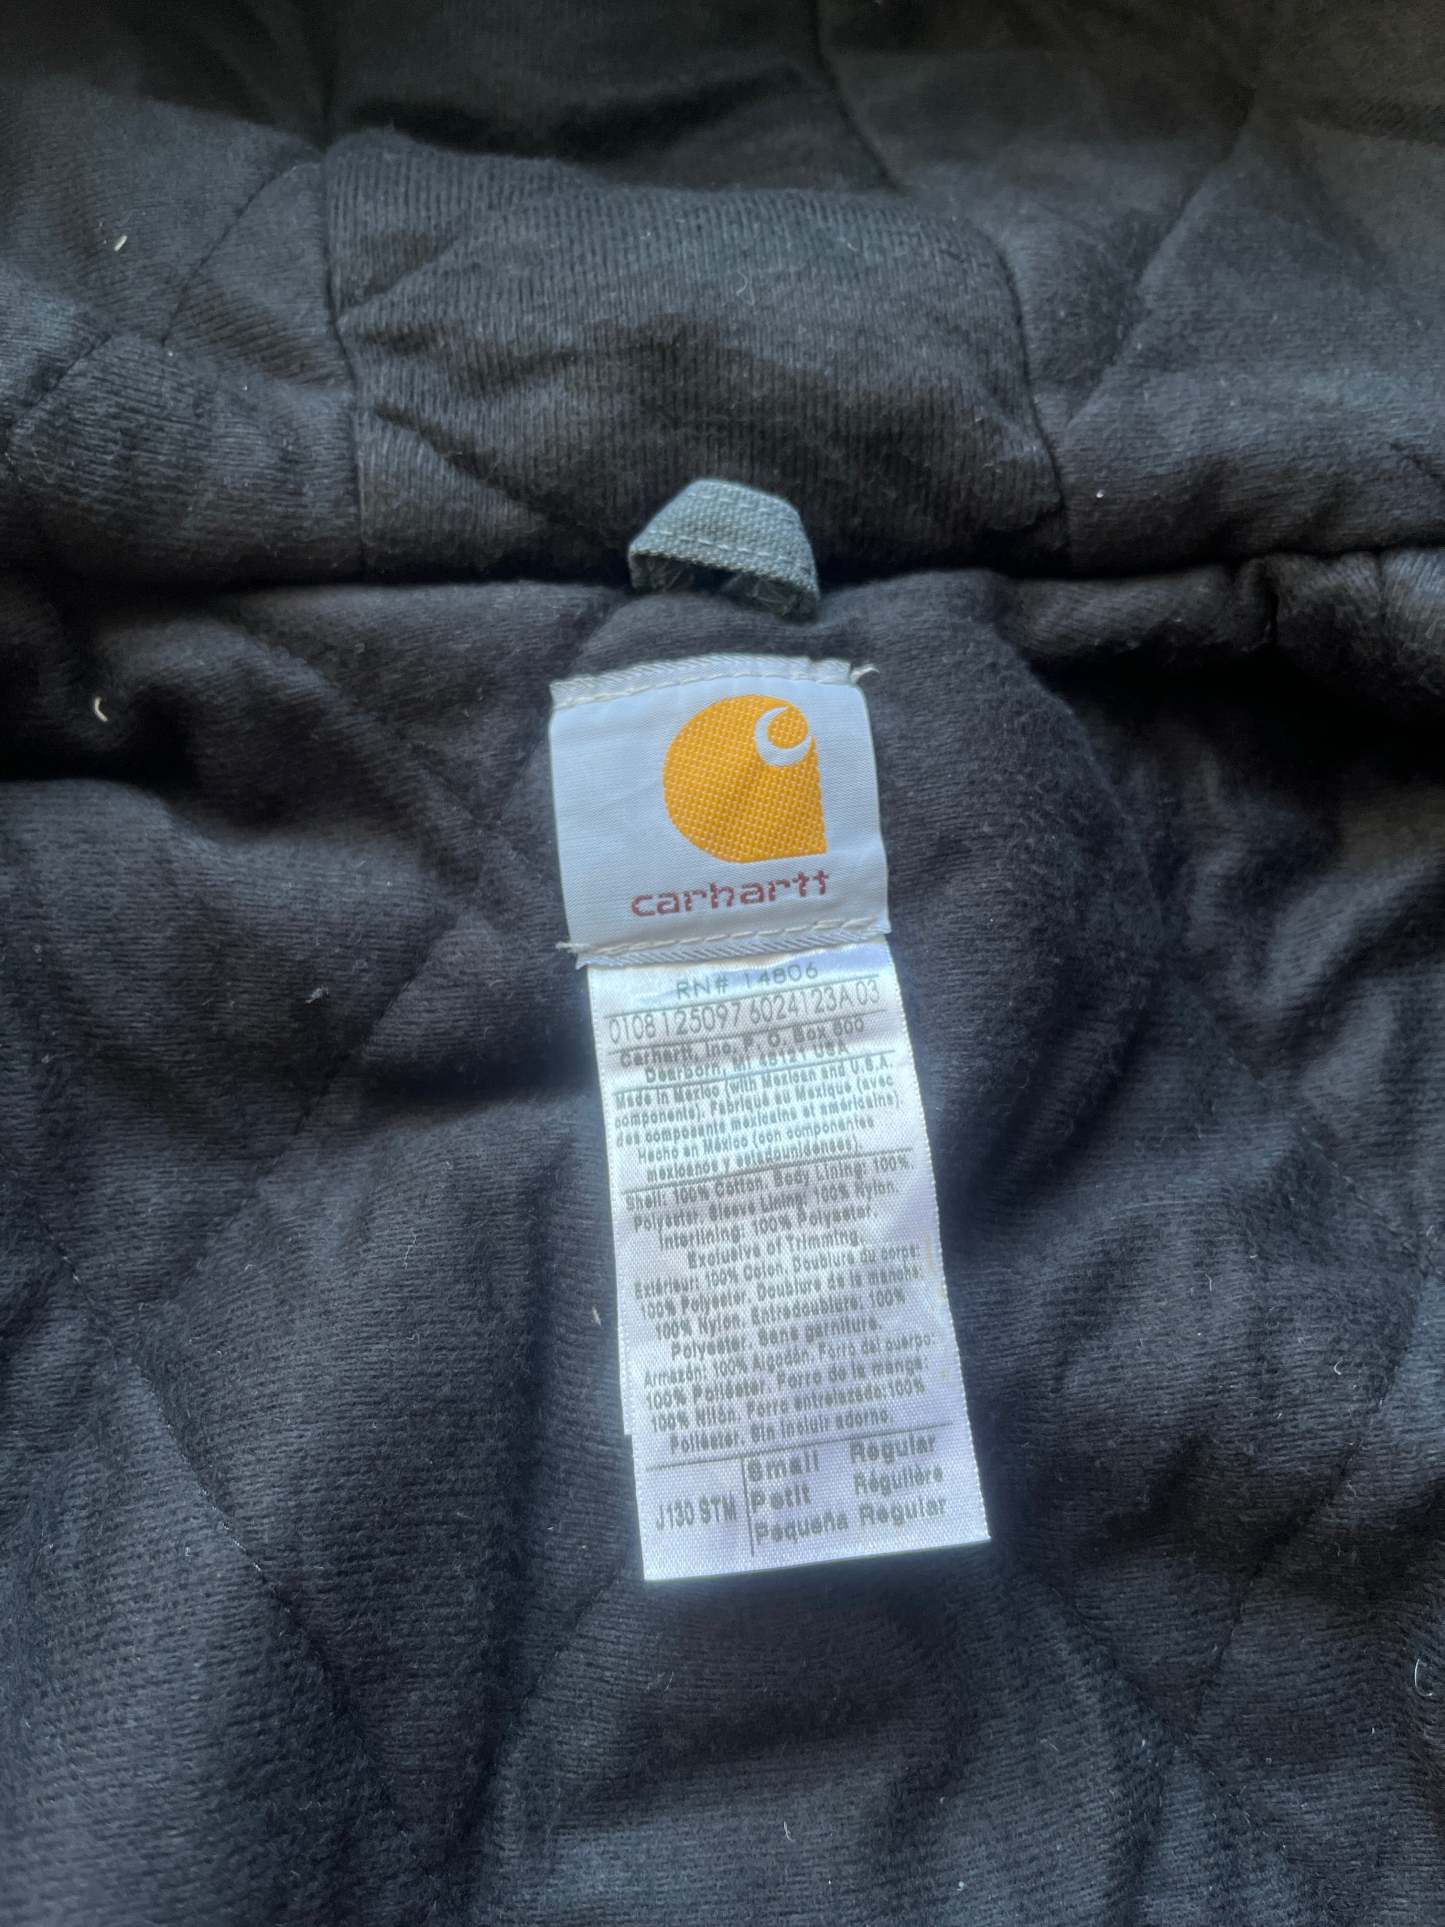 carhartt
RN# 14806
0108125097 6024123A 03
Carhartt, Inc. P. O. Box 600
Dearborn, MI 48121 USA
Made in Mexico (with Mexican and U.S.A.
components). Fabriqué au Mexique (avec
des composants mexicains et américains).
Hecho en México (con componentes
mexicanos y estadounidenses).
Shell: 100% Cotton. Body Lining: 100%
Polyester. Sleeve Lining: 100% Nylon.
Interlining: 100% Polyester.
Exclusive of Trimming.
Extérieur: 100% Coton. Doublure du corps:
100% Polyester. Doublure de la manche:
100% Nylon. Entredoublure: 100%
Polyester. Sans garniture.
Armazón: 100% Algodón. Forro del cuerpo:
100% Poliéster. Forro de la manga:
100% Nilón. Forro entrelazado:100%
Poliéster. Sin incluir adorno.
J130 STM
Small Regular
Petit Régulière
Pequeña Regular